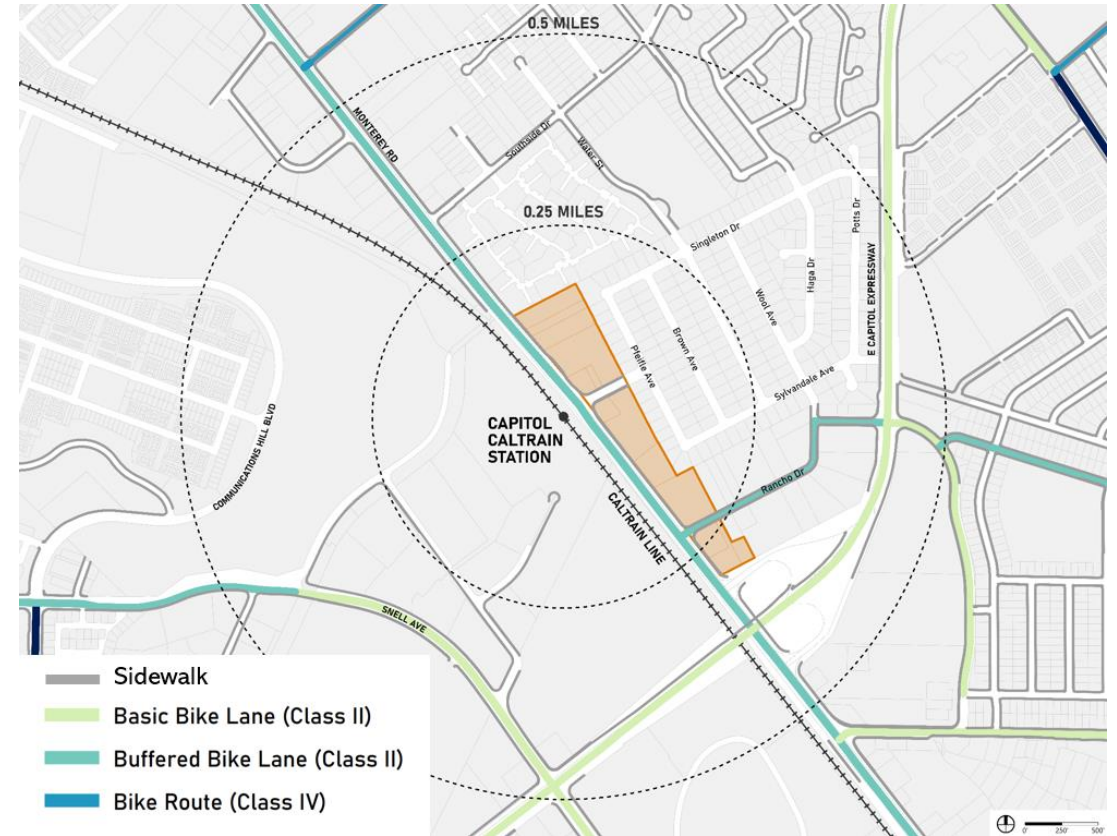 0.5 MILES
MONTEREY RD
Southside Dr
Water St
0.25 MILES
Singleton Dr
Potts Dr
Haga Dr
Wool Ave
E CAPITOL EXPRESSWAY
Brown Ave
Pfeifle Ave
Sylvandale Ave
CAPITOL
CALTRAIN
STATION
COMMUNICATIONS HILL BLVD
Rancho Dr
CALTRAIN LINE
SNELL AVE
Sidewalk
Basic Bike Lane (Class II)
Buffered Bike Lane (Class II)
Bike Route (Class IV)
0' 250' 500'